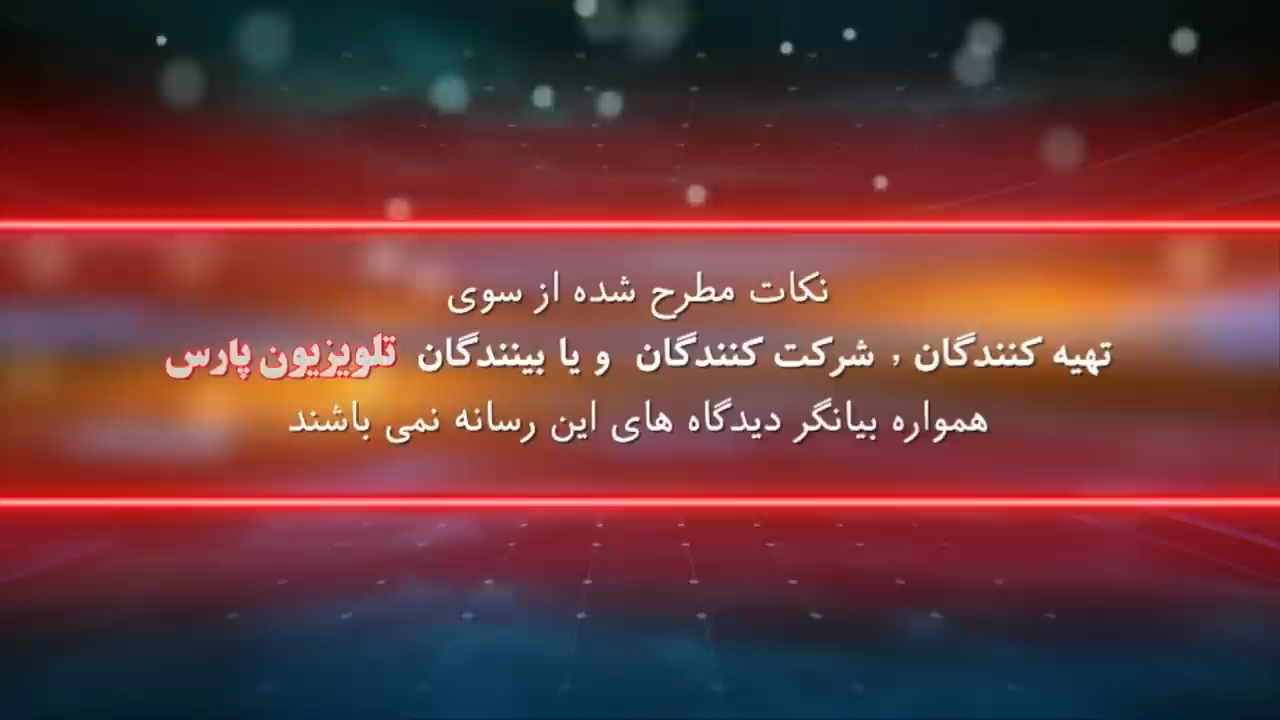 نکات مطرح شده از سوی
تهیه کنندگان , شرکت کنندگان و یا بینندگان تلویزیون پارس
همواره بیانگر دیدگاه های این رسانه نمی باشند